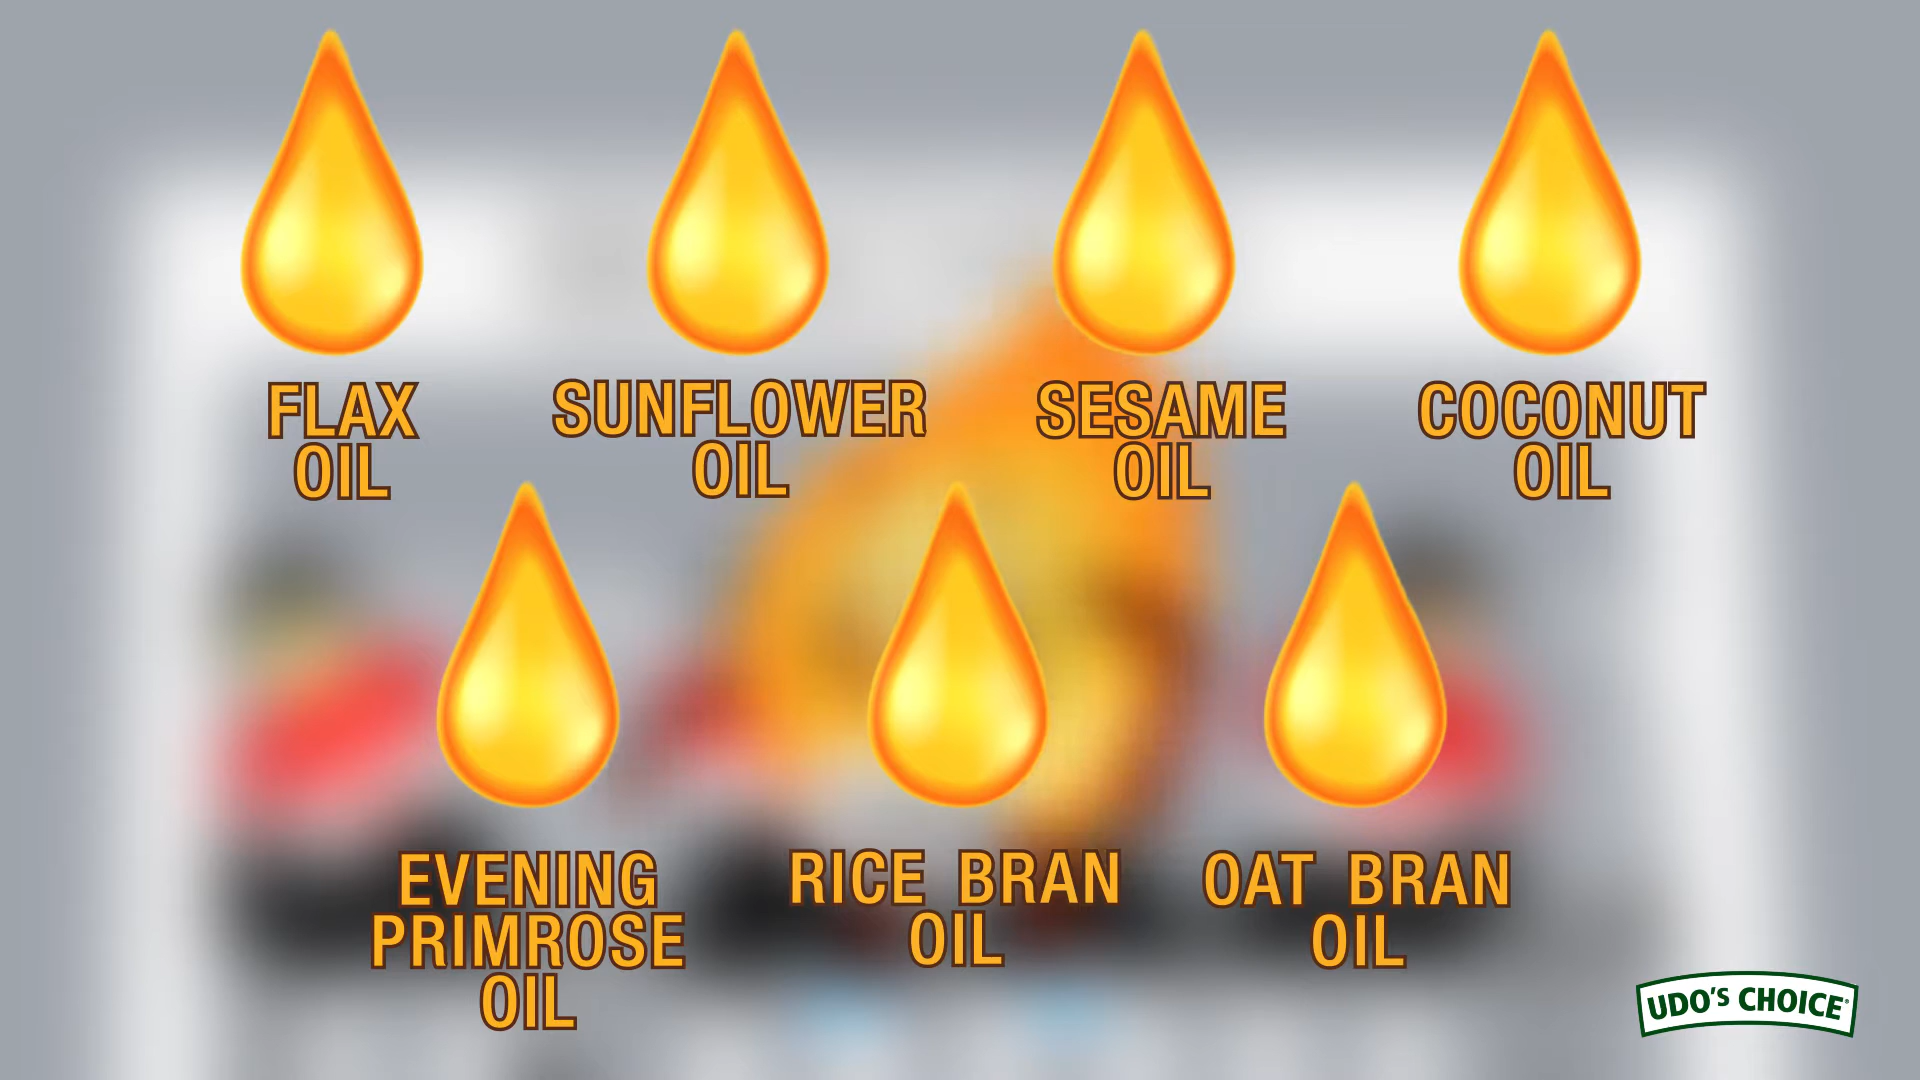 FLAX
OIL
SUNFLOWER
OIL
SESAME
OIL
COCONUT
OIL
EVENING
PRIMROSE
OIL
RICE BRAN
OIL
OAT BRAN
OIL
UDO'S CHOICE®